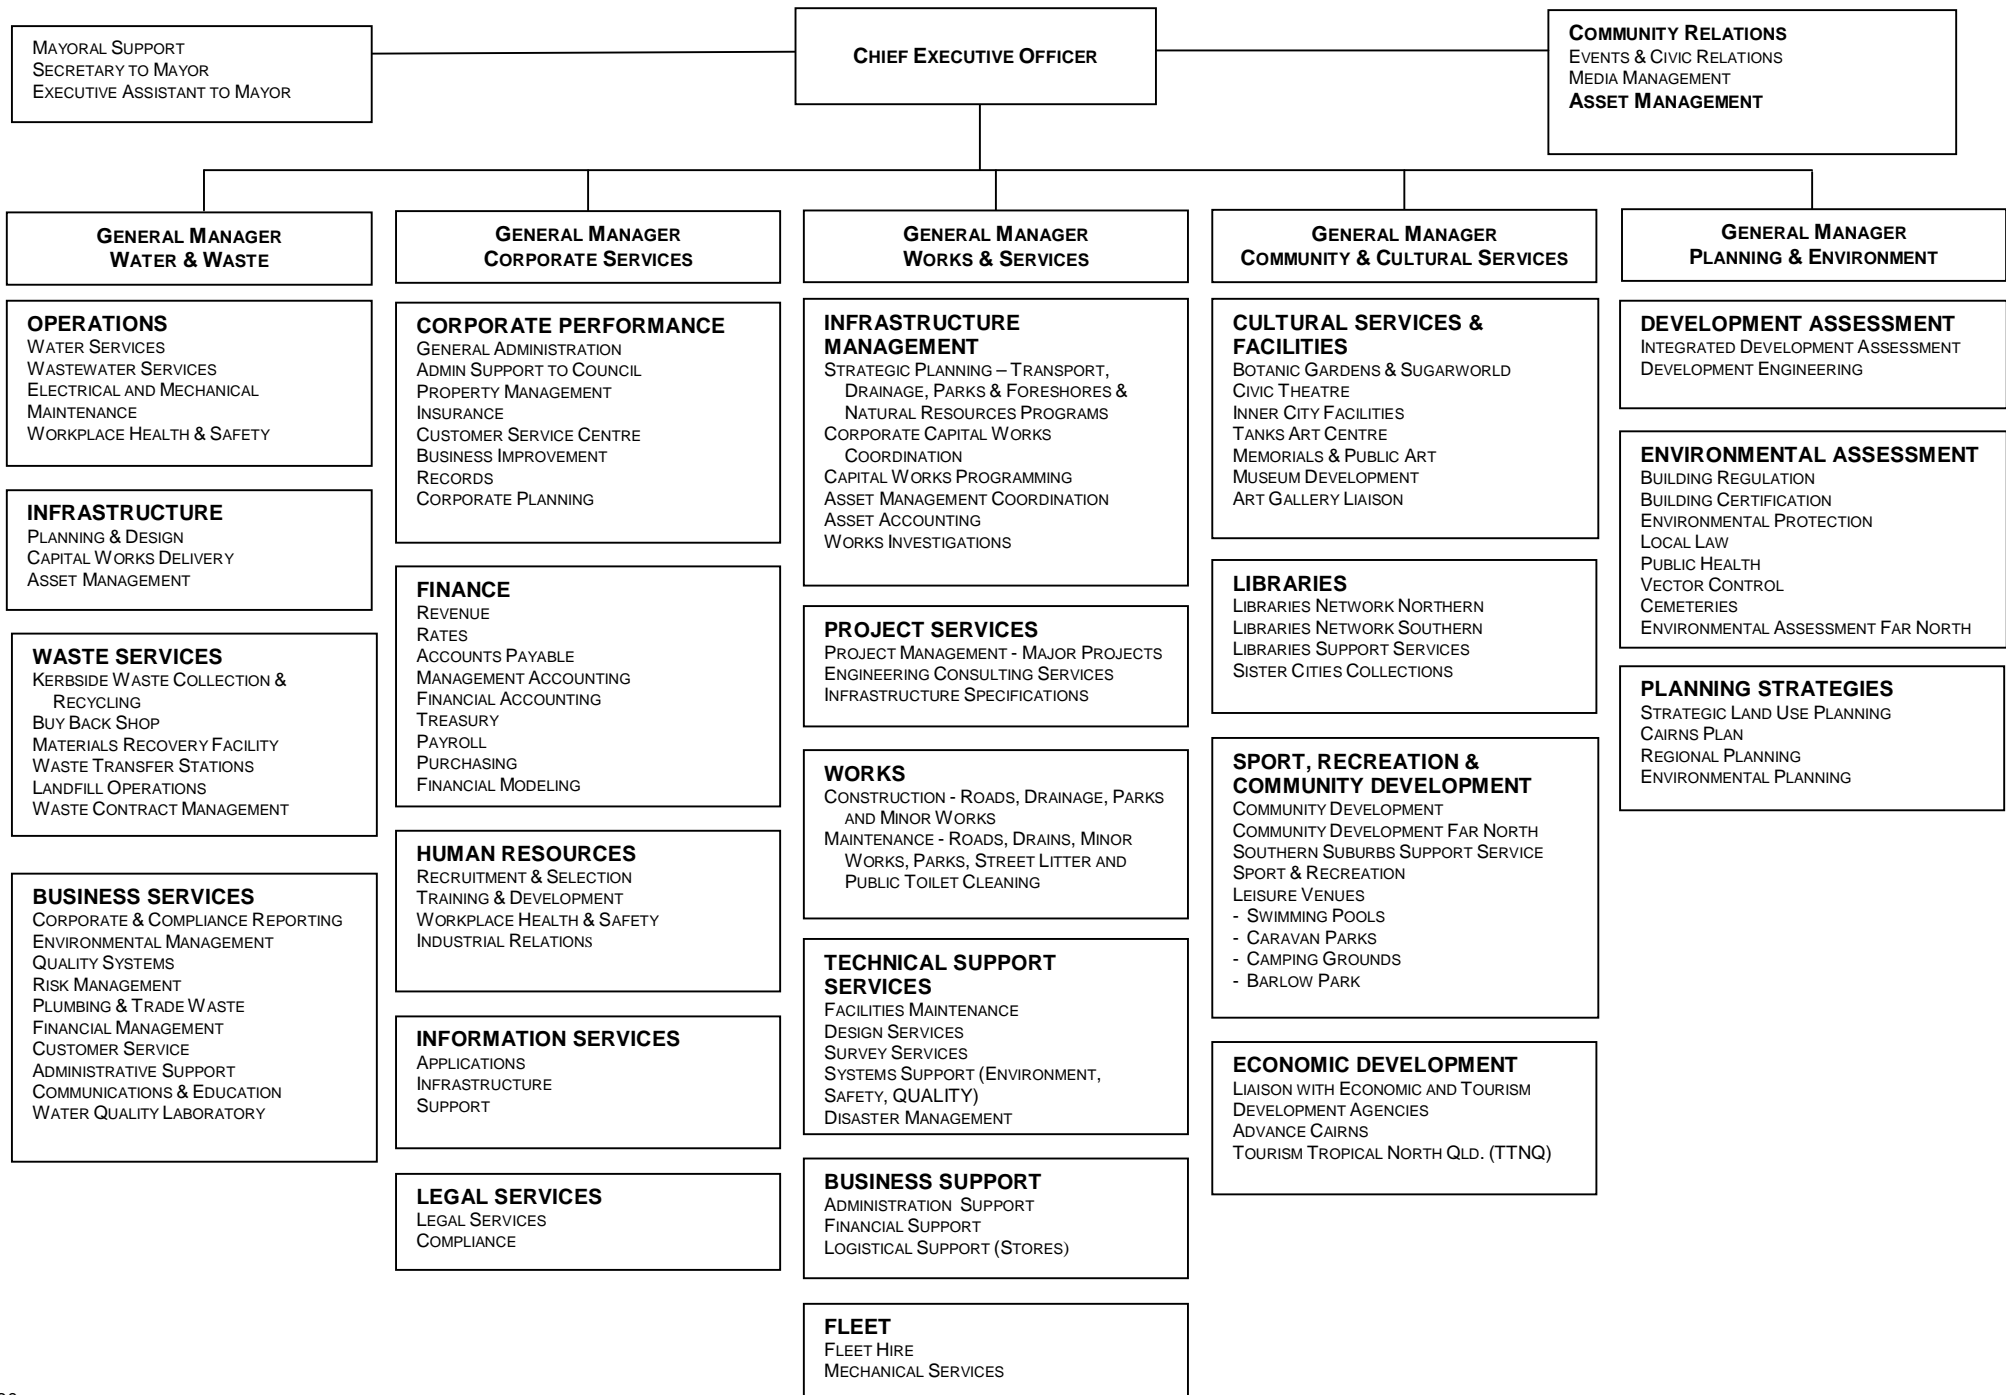 MAYORAL SUPPORT
SECRETARY TO MAYOR
EXECUTIVE ASSISTANT TO MAYOR
CHIEF EXECUTIVE OFFICER
COMMUNITY RELATIONS
EVENTS & CIVIC RELATIONS
MEDIA MANAGEMENT
ASSET MANAGEMENT
GENERAL MANAGER
WATER & WASTE
OPERATIONS
WATER SERVICES
WASTEWATER SERVICES
ELECTRICAL AND MECHANICAL
MAINTENANCE
WORKPLACE HEALTH & SAFETY
INFRASTRUCTURE
PLANNING & DESIGN
CAPITAL WORKS DELIVERY
ASSET MANAGEMENT
WASTE SERVICES
KERBSIDE WASTE COLLECTION &
RECYCLING
BUY BACK SHOP
MATERIALS RECOVERY FACILITY
WASTE TRANSFER STATIONS
LANDFILL OPERATIONS
WASTE CONTRACT MANAGEMENT
BUSINESS SERVICES
CORPORATE & COMPLIANCE REPORTING
ENVIRONMENTAL MANAGEMENT
QUALITY SYSTEMS
RISK MANAGEMENT
PLUMBING & TRADE WASTE
FINANCIAL MANAGEMENT
CUSTOMER SERVICE
ADMINISTRATIVE SUPPORT
COMMUNICATIONS & EDUCATION
WATER QUALITY LABORATORY
GENERAL MANAGER
CORPORATE SERVICES
CORPORATE PERFORMANCE
GENERAL ADMINISTRATION
ADMIN SUPPORT TO COUNCIL
PROPERTY MANAGEMENT
INSURANCE
CUSTOMER SERVICE CENTRE
BUSINESS IMPROVEMENT
RECORDS
CORPORATE PLANNING
FINANCE
REVENUE
RATES
ACCOUNTS PAYABLE
MANAGEMENT ACCOUNTING
FINANCIAL ACCOUNTING
TREASURY
PAYROLL
PURCHASING
FINANCIAL MODELING
HUMAN RESOURCES
RECRUITMENT & SELECTION
TRAINING & DEVELOPMENT
WORKPLACE HEALTH & SAFETY
INDUSTRIAL RELATIONS
INFORMATION SERVICES
APPLICATIONS
INFRASTRUCTURE
SUPPORT
LEGAL SERVICES
LEGAL SERVICES
COMPLIANCE
GENERAL MANAGER
WORKS & SERVICES
INFRASTRUCTURE
MANAGEMENT
STRATEGIC PLANNING – TRANSPORT,
DRAINAGE, PARKS & FORESHORES &
NATURAL RESOURCES PROGRAMS
CORPORATE CAPITAL WORKS
COORDINATION
CAPITAL WORKS PROGRAMMING
ASSET MANAGEMENT COORDINATION
ASSET ACCOUNTING
WORKS INVESTIGATIONS
PROJECT SERVICES
PROJECT MANAGEMENT - MAJOR PROJECTS
ENGINEERING CONSULTING SERVICES
INFRASTRUCTURE SPECIFICATIONS
WORKS
CONSTRUCTION - ROADS, DRAINAGE, PARKS
AND MINOR WORKS
MAINTENANCE - ROADS, DRAINS, MINOR
WORKS, PARKS, STREET LITTER AND
PUBLIC TOILET CLEANING
TECHNICAL SUPPORT
SERVICES
FACILITIES MAINTENANCE
DESIGN SERVICES
SURVEY SERVICES
SYSTEMS SUPPORT (ENVIRONMENT,
SAFETY, QUALITY)
DISASTER MANAGEMENT
BUSINESS SUPPORT
ADMINISTRATION SUPPORT
FINANCIAL SUPPORT
LOGISTICAL SUPPORT (STORES)
FLEET
FLEET HIRE
MECHANICAL SERVICES
GENERAL MANAGER
COMMUNITY & CULTURAL SERVICES
CULTURAL SERVICES &
FACILITIES
BOTANIC GARDENS & SUGARWORLD
CIVIC THEATRE
INNER CITY FACILITIES
TANKS ART CENTRE
MEMORIALS & PUBLIC ART
MUSEUM DEVELOPMENT
ART GALLERY LIAISON
LIBRARIES
LIBRARIES NETWORK NORTHERN
LIBRARIES NETWORK SOUTHERN
LIBRARIES SUPPORT SERVICES
SISTER CITIES COLLECTIONS
SPORT, RECREATION &
COMMUNITY DEVELOPMENT
COMMUNITY DEVELOPMENT
COMMUNITY DEVELOPMENT FAR NORTH
SOUTHERN SUBURBS SUPPORT SERVICE
SPORT & RECREATION
LEISURE VENUES
- SWIMMING POOLS
- CARAVAN PARKS
- CAMPING GROUNDS
- BARLOW PARK
ECONOMIC DEVELOPMENT
LIAISON WITH ECONOMIC AND TOURISM
DEVELOPMENT AGENCIES
ADVANCE CAIRNS
TOURISM TROPICAL NORTH QLD. (TTNQ)
GENERAL MANAGER
PLANNING & ENVIRONMENT
DEVELOPMENT ASSESSMENT
INTEGRATED DEVELOPMENT ASSESSMENT
DEVELOPMENT ENGINEERING
ENVIRONMENTAL ASSESSMENT
BUILDING REGULATION
BUILDING CERTIFICATION
ENVIRONMENTAL PROTECTION
LOCAL LAW
PUBLIC HEALTH
VECTOR CONTROL
CEMETERIES
ENVIRONMENTAL ASSESSMENT FAR NORTH
PLANNING STRATEGIES
STRATEGIC LAND USE PLANNING
CAIRNS PLAN
REGIONAL PLANNING
ENVIRONMENTAL PLANNING